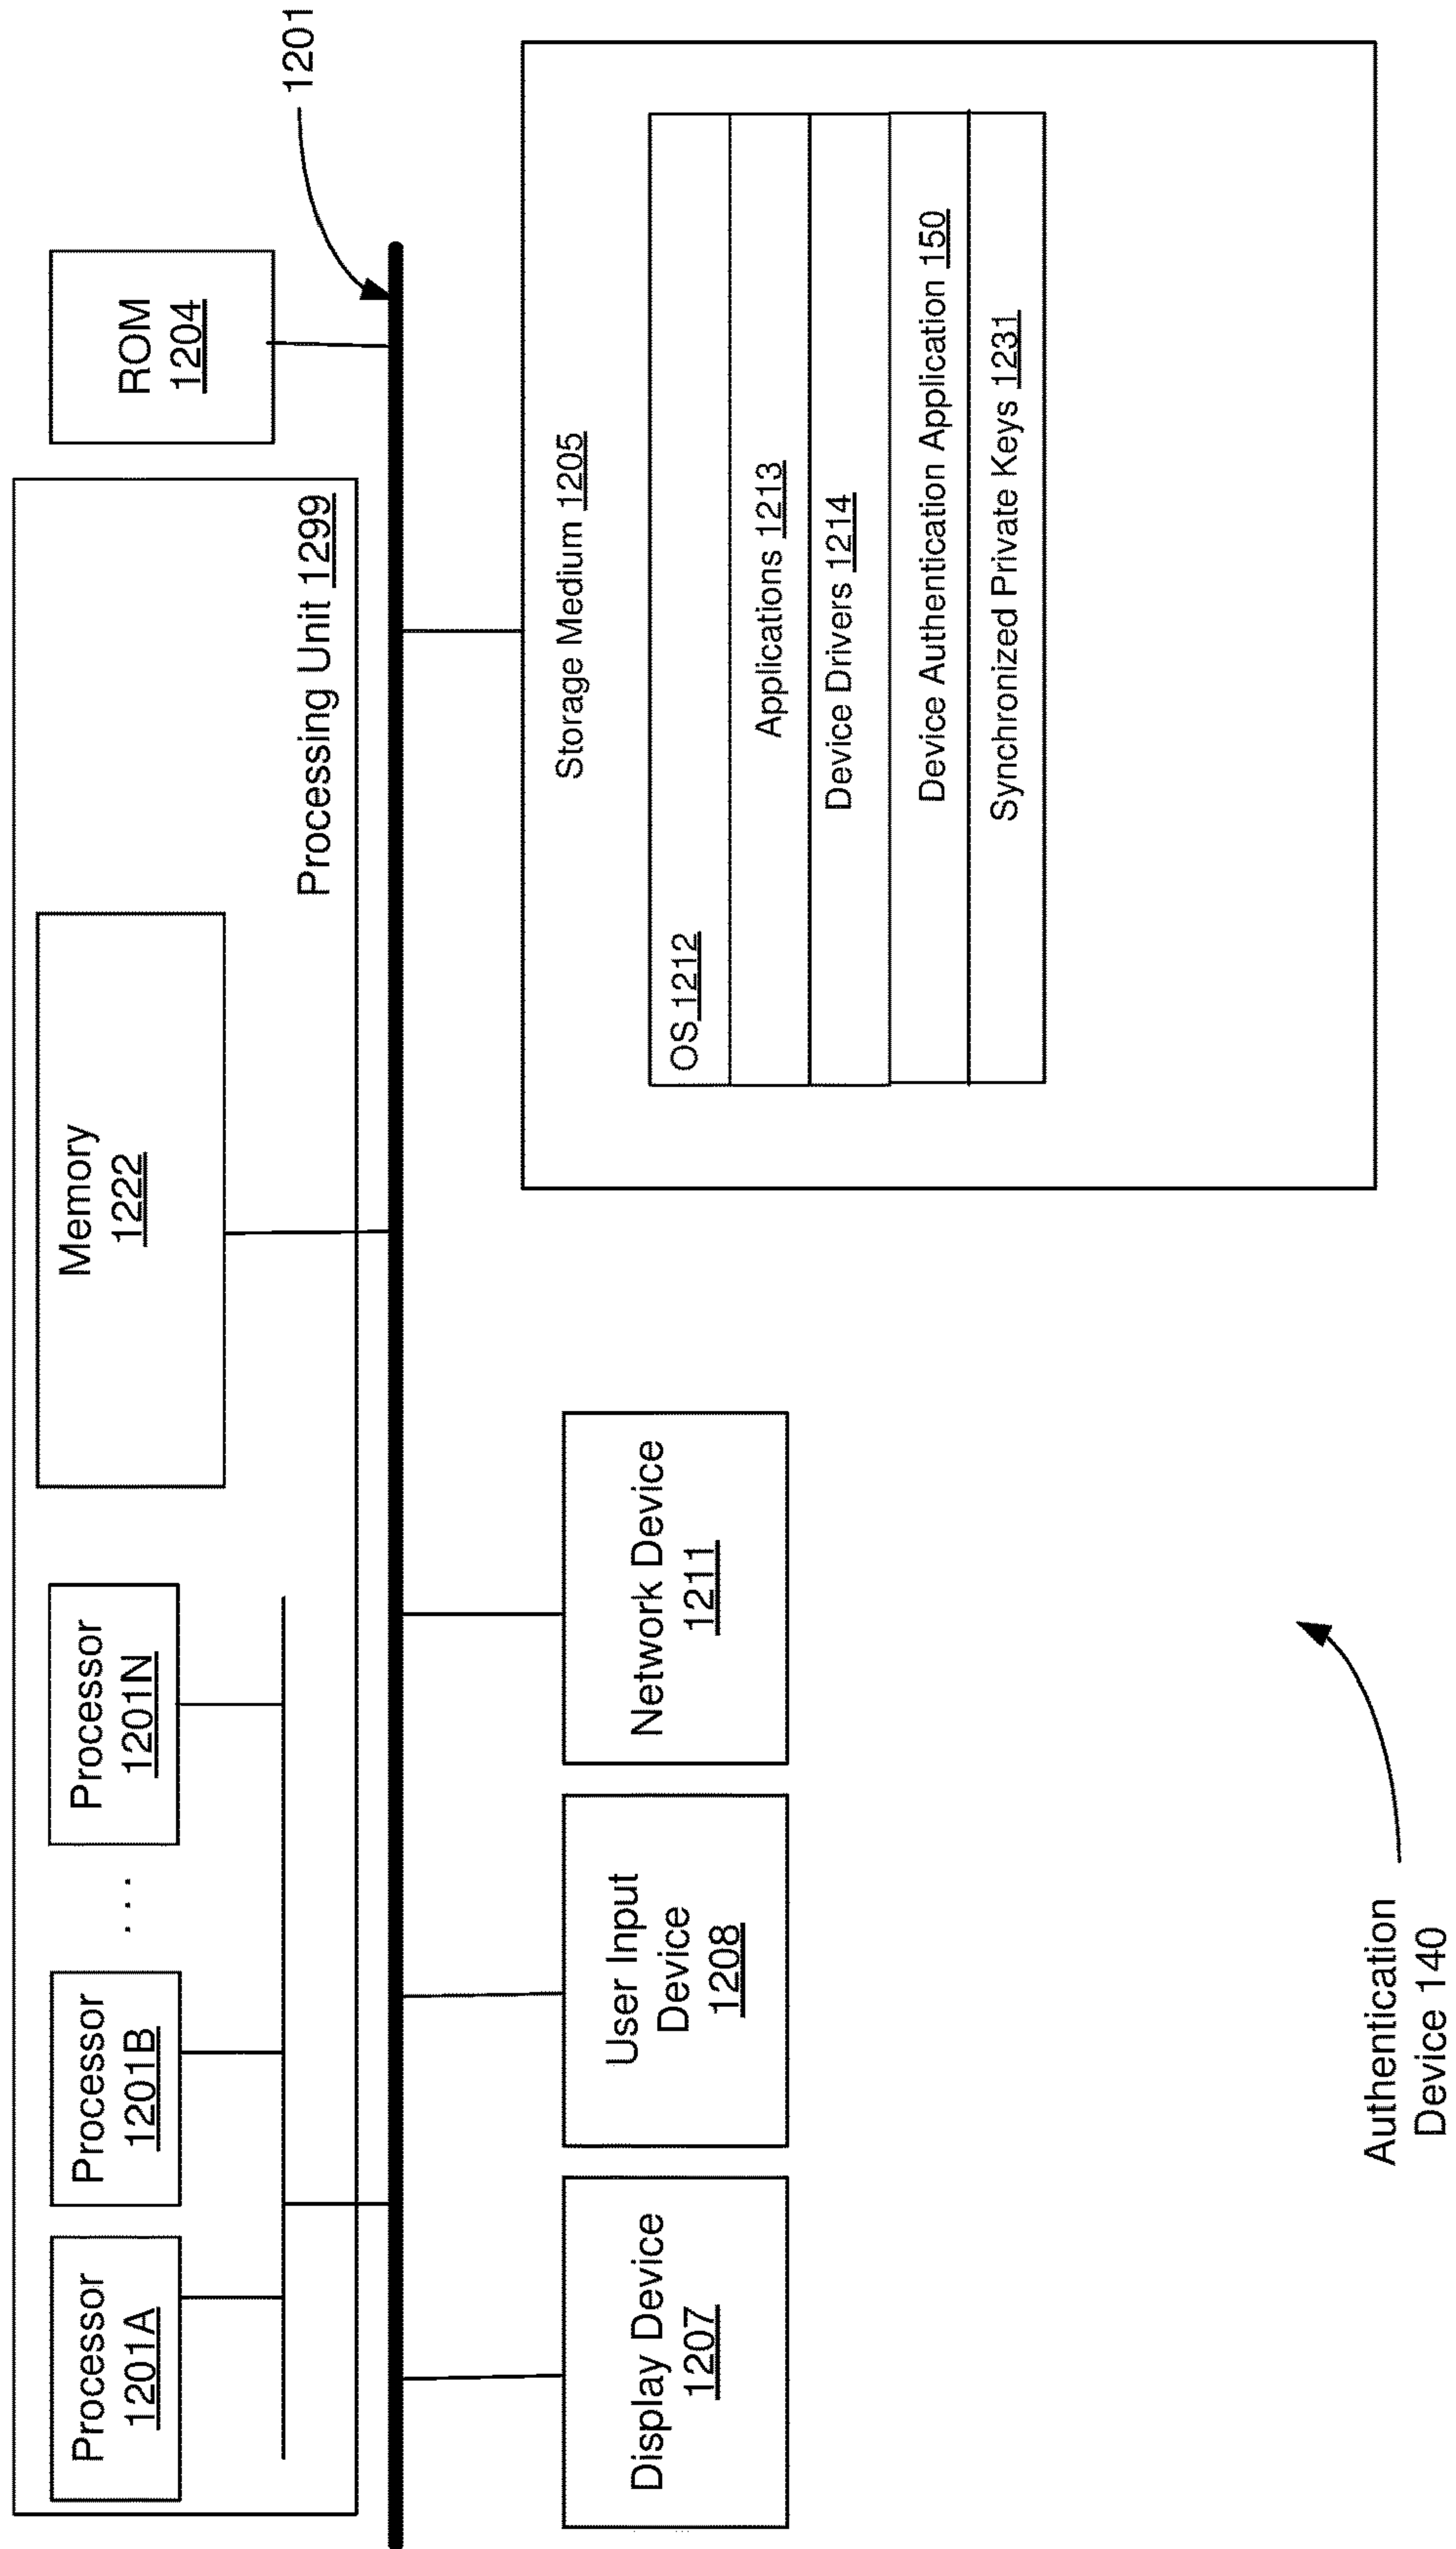 Processor
1201A
Processor
1201B
. . .
Processor
1201N
Memory
1222
Processing Unit 1299
ROM
1204
1201
Display Device
1207
User Input
Device
1208
Network Device
1211
Storage Medium 1205
OS 1212
Applications 1213
Device Drivers 1214
Device Authentication Application 150
Synchronized Private Keys 1231
Authentication
Device 140